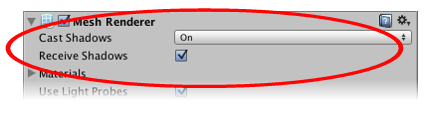 Mesh Renderer
Cast Shadows On
Receive Shadows
Materials
Use Light Probes